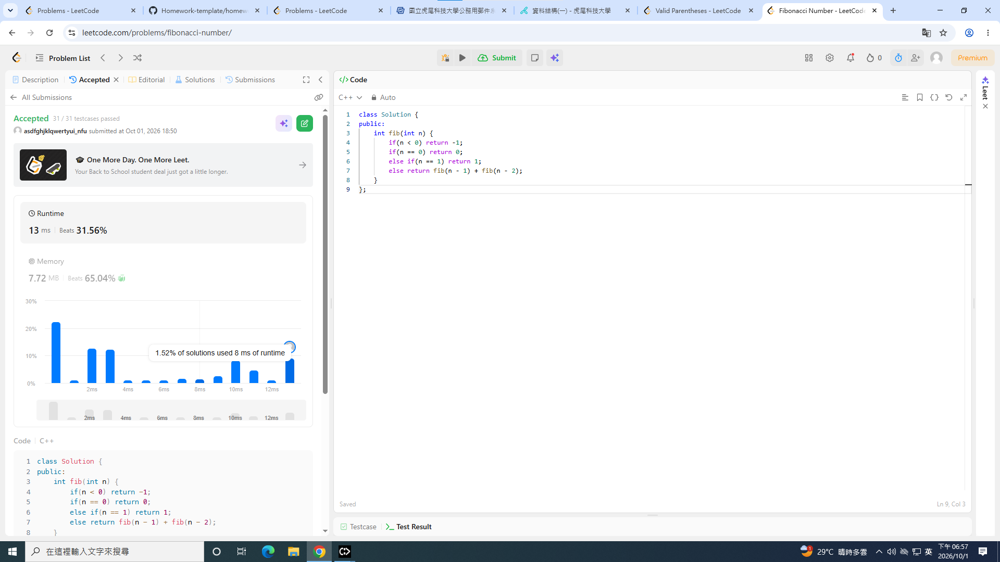 Problems - LeetCode
Homework-template/homew
Problems - LeetCode
國立虎尾科技大學公務用郵件系
資料結構(一) - 虎尾科技大學
Valid Parentheses - LeetCode
Fibonacci Number - LeetCode
leetcode.com/problems/fibonacci-number/
Problem List
Submit
0
Premium
Description
Accepted
Editorial
Solutions
Submissions
All Submissions
Accepted 31 / 31 testcases passed
asdfghjklqwertyui_nfu submitted at Oct 01, 2026 18:50
One More Day. One More Leet.
Your Back to School student deal just got a little longer.
Runtime
13 ms Beats 31.56%
Memory
7.72 MB Beats 65.04%
30%
20%
10%
0%
1.52% of solutions used 8 ms of runtime
2ms 4ms 6ms 8ms 10ms 12ms
2ms 4ms 6ms 8ms 10ms 12ms
Code C++
1 class Solution {
2 public:
3 int fib(int n) {
4 if(n < 0) return -1;
5 if(n == 0) return 0;
6 else if(n == 1) return 1;
7 else return fib(n - 1) + fib(n - 2);
8 }
</> Code
C++ Auto
1 class Solution {
2 public:
3 int fib(int n) {
4 if(n < 0) return -1;
5 if(n == 0) return 0;
6 else if(n == 1) return 1;
7 else return fib(n - 1) + fib(n - 2);
8 }
9 };
Saved
Ln 9, Col 3
Testcase
Test Result
Leet
在這裡輸入文字來搜尋
1
29°C 晴時多雲
英
下午 06:57
2026/10/1